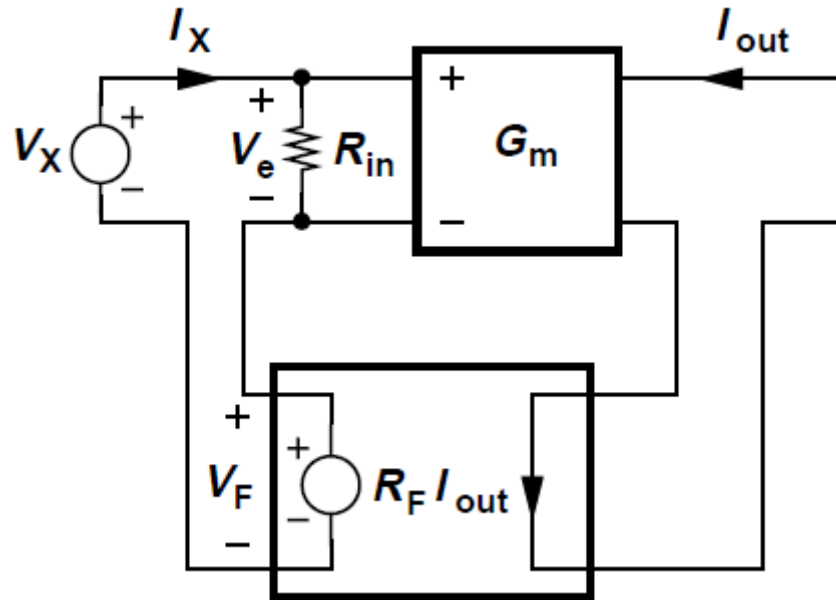 I_X I_out
+ + +
V_X V_e R_in G_m
- - -
+ +
V_F R_F I_out
- -